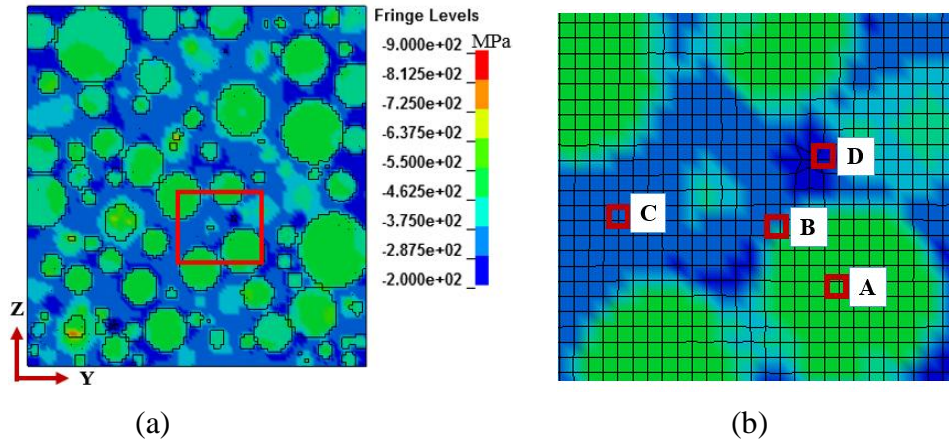 Fringe Levels
-9.000e+02 MPa
-8.125e+02
-7.250e+02
-6.375e+02
-5.500e+02
-4.625e+02
-3.750e+02
-2.875e+02
-2.000e+02
Z
Y
(a)
D
C
B
A
(b)